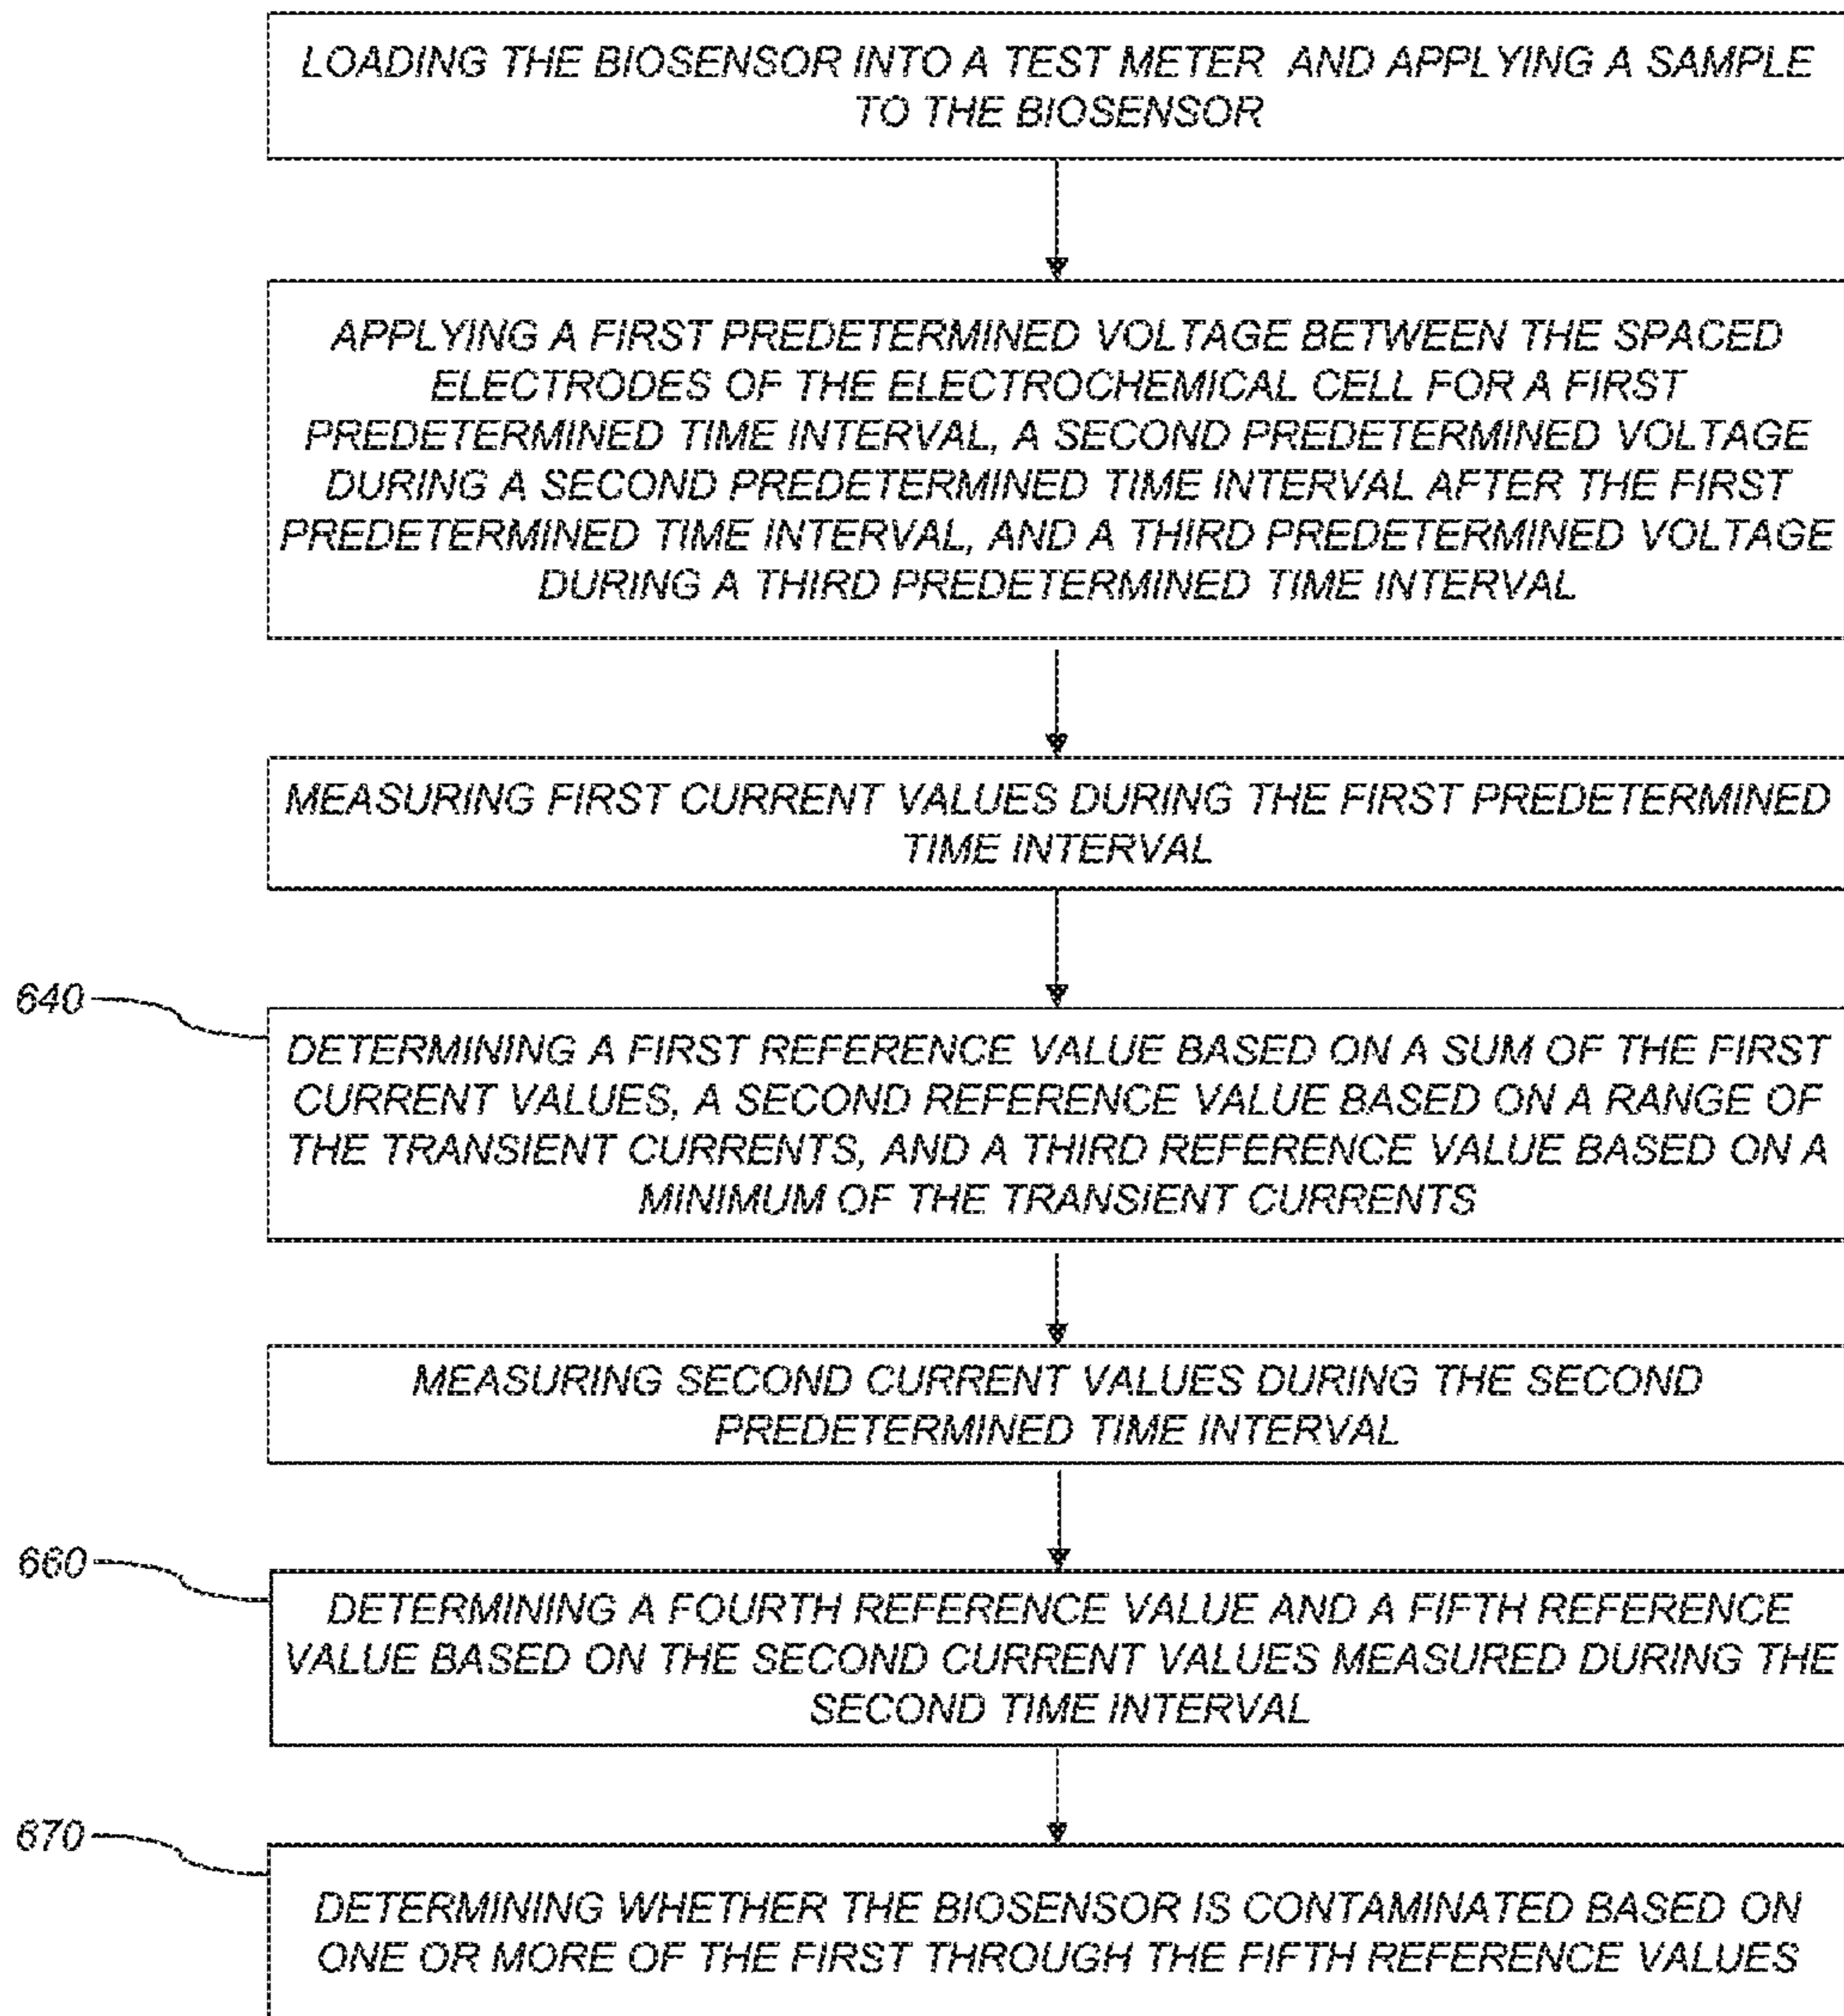 LOADING THE BIOSENSOR INTO A TEST METER AND APPLYING A SAMPLE
TO THE BIOSENSOR
APPLYING A FIRST PREDETERMINED VOLTAGE BETWEEN THE SPACED
ELECTRODES OF THE ELECTROCHEMICAL CELL FOR A FIRST
PREDETERMINED TIME INTERVAL, A SECOND PREDETERMINED VOLTAGE
DURING A SECOND PREDETERMINED TIME INTERVAL AFTER THE FIRST
PREDETERMINED TIME INTERVAL, AND A THIRD PREDETERMINED VOLTAGE
DURING A THIRD PREDETERMINED TIME INTERVAL
MEASURING FIRST CURRENT VALUES DURING THE FIRST PREDETERMINED
TIME INTERVAL
640
DETERMINING A FIRST REFERENCE VALUE BASED ON A SUM OF THE FIRST
CURRENT VALUES, A SECOND REFERENCE VALUE BASED ON A RANGE OF
THE TRANSIENT CURRENTS, AND A THIRD REFERENCE VALUE BASED ON A
MINIMUM OF THE TRANSIENT CURRENTS
MEASURING SECOND CURRENT VALUES DURING THE SECOND
PREDETERMINED TIME INTERVAL
660
DETERMINING A FOURTH REFERENCE VALUE AND A FIFTH REFERENCE
VALUE BASED ON THE SECOND CURRENT VALUES MEASURED DURING THE
SECOND TIME INTERVAL
670
DETERMINING WHETHER THE BIOSENSOR IS CONTAMINATED BASED ON
ONE OR MORE OF THE FIRST THROUGH THE FIFTH REFERENCE VALUES